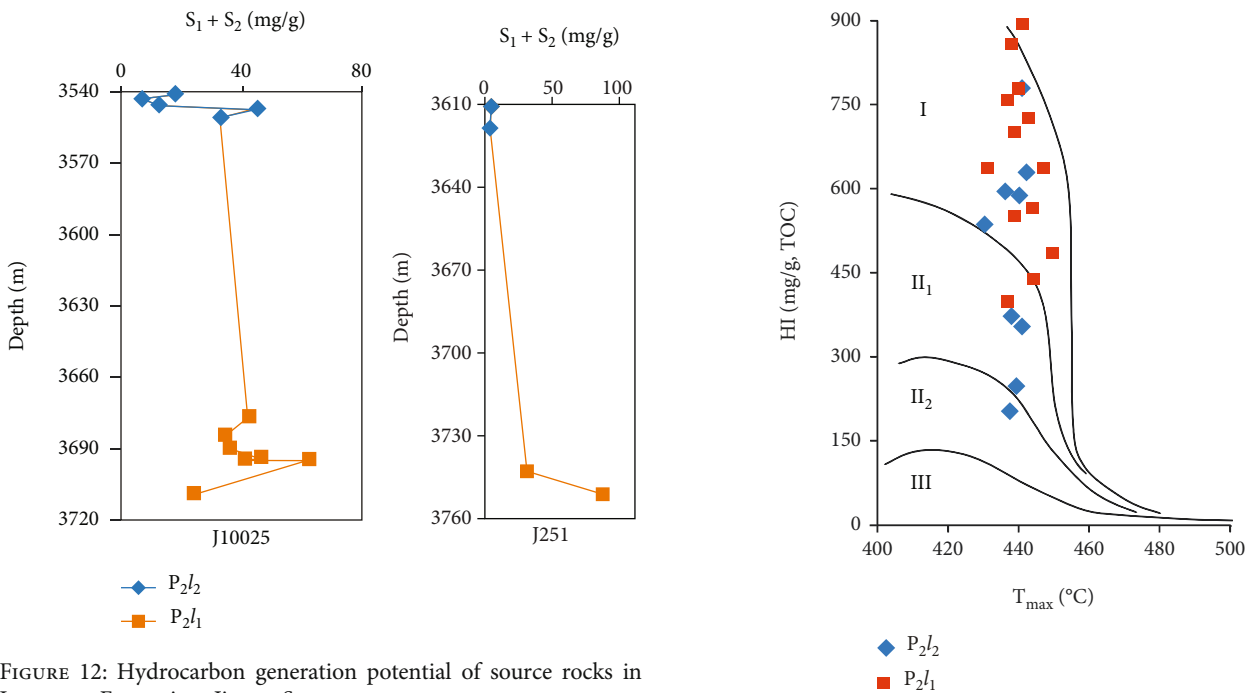 S₁ + S₂ (mg/g)
0 40 80
3540
3570
3600
3630
3660
3690
3720
Depth (m)
J10025
S₁ + S₂ (mg/g)
0 50 100
3610
3640
3670
3700
3730
3760
Depth (m)
J251
P₂l₂
P₂l₁
FIGURE 12: Hydrocarbon generation potential of source rocks in
900
750
600
450
300
150
0
HI (mg/g, TOC)
I
II₁
II₂
III
400 420 440 460 480 500
Tmax (°C)
P₂l₂
P₂l₁